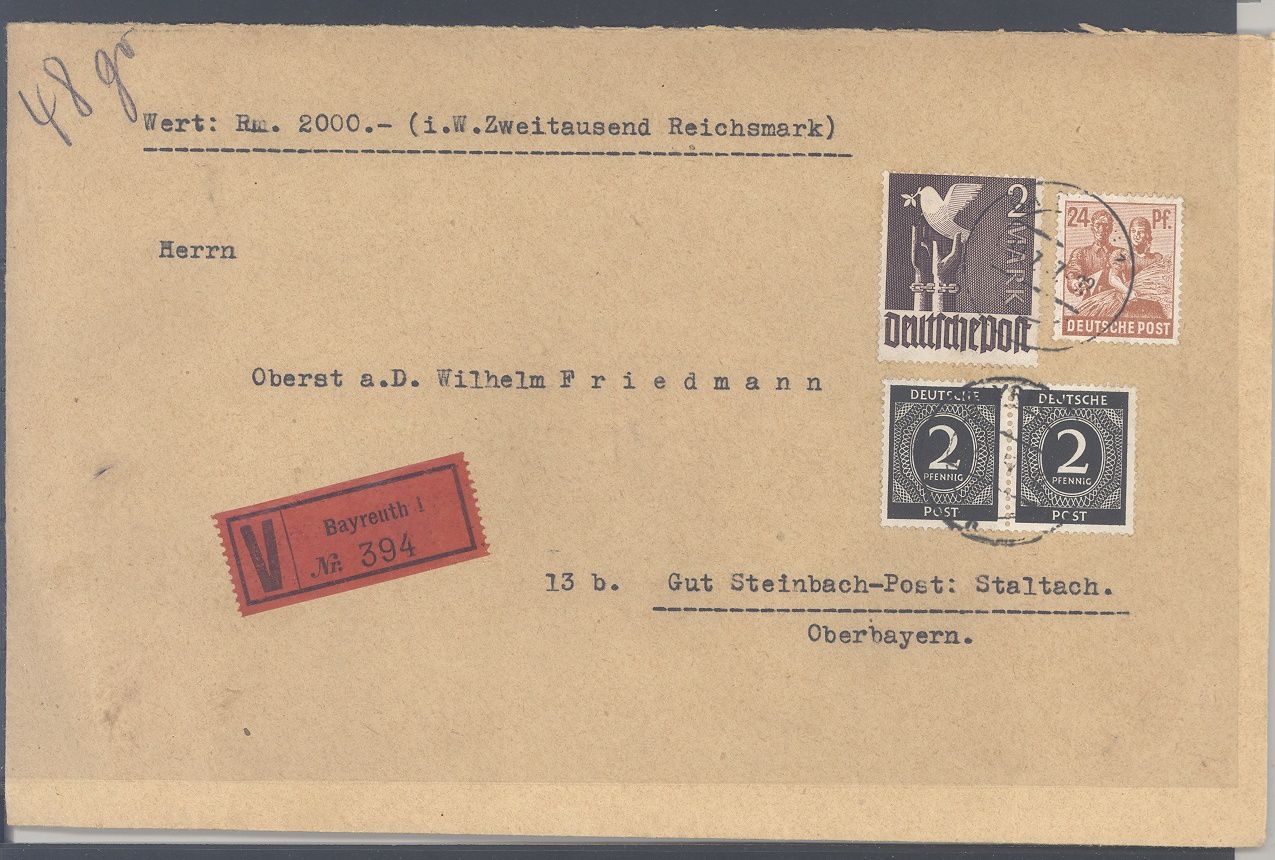 48 gr
Wert: Rm. 2000.- (i.W.Zweitausend Reichsmark)
2 MARK
Deutsche Post
24 Pf.
DEUTSCHE POST
Herrn
Oberst a.D. Wilhelm Friedmann
DEUTSCHE
2
PFENNIG
POST
DEUTSCHE
2
PFENNIG
POST
V
Bayreuth 1
Nr. 394
13 b. Gut Steinbach-Post: Staltach.
Oberbayern.